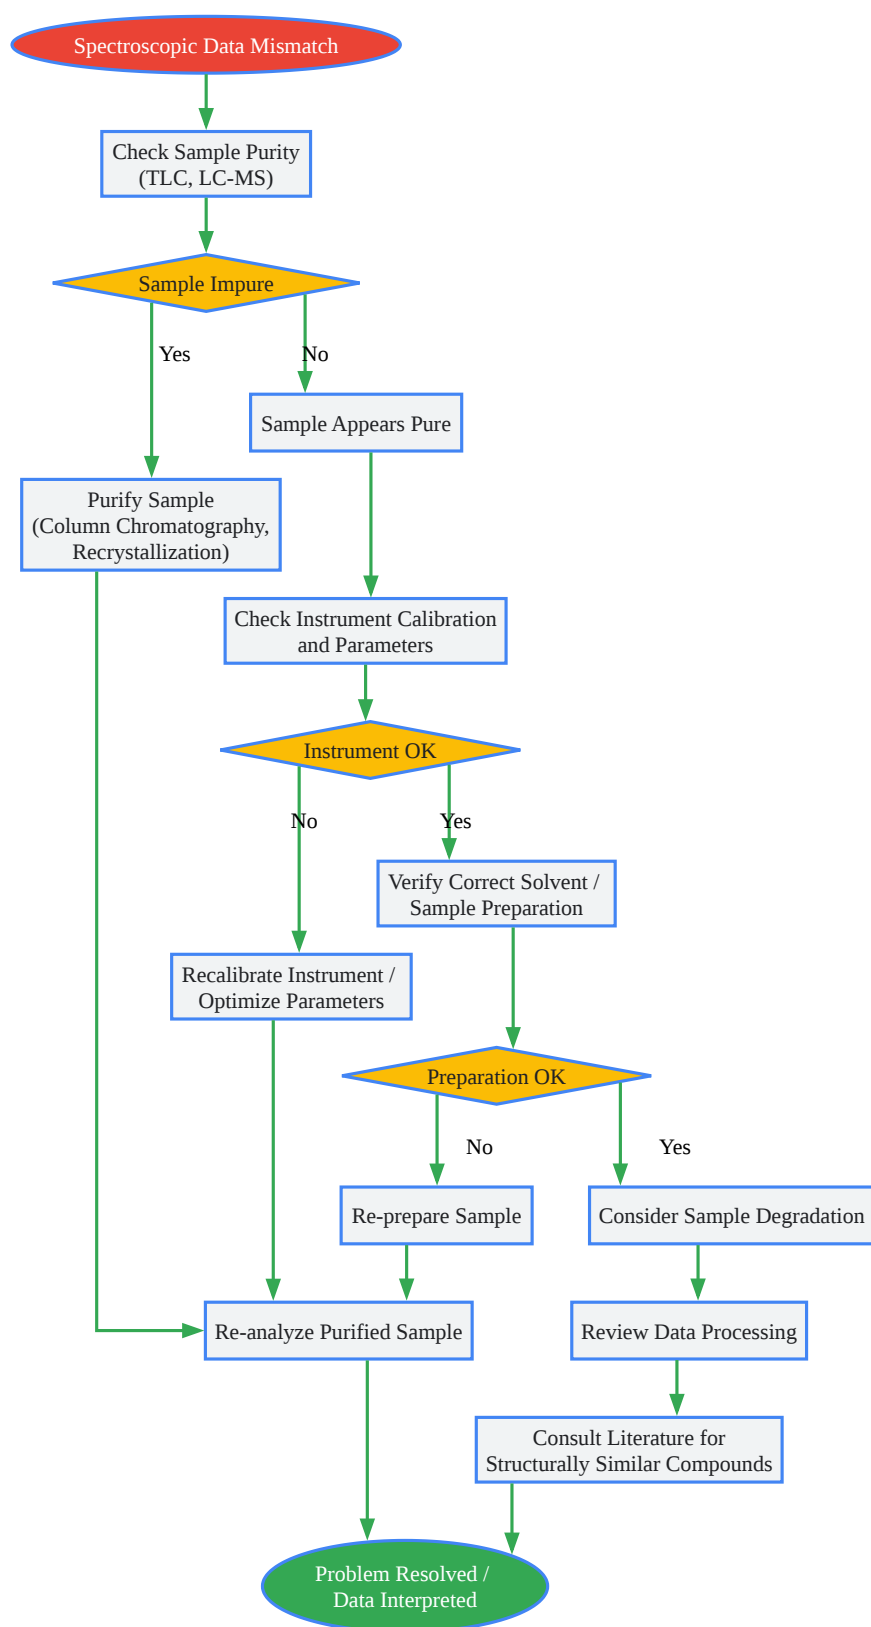 Spectroscopic Data Mismatch
Check Sample Purity
(TLC, LC-MS)
Sample Impure
Yes
No
Sample Appears Pure
Purify Sample
(Column Chromatography,
Recrystallization)
Check Instrument Calibration
and Parameters
Instrument OK
No
Yes
Verify Correct Solvent /
Sample Preparation
Recalibrate Instrument /
Optimize Parameters
Preparation OK
No
Yes
Re-prepare Sample
Consider Sample Degradation
Re-analyze Purified Sample
Review Data Processing
Consult Literature for
Structurally Similar Compounds
Problem Resolved /
Data Interpreted